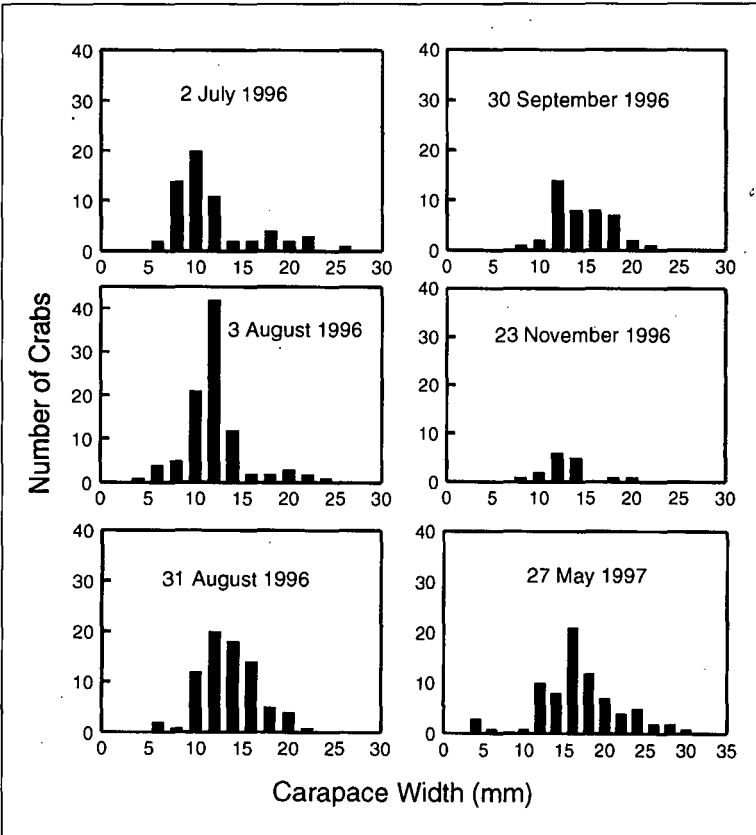 Number of Crabs
2 July 1996
40
30
20
10
0
0 5 10 15 20 25 30
30 September 1996
40
30
20
10
0
0 5 10 15 20 25 30
3 August 1996
40
30
20
10
0
0 5 10 15 20 25 30
23 November 1996
40
30
20
10
0
0 5 10 15 20 25 30
31 August 1996
40
30
20
10
0
0 5 10 15 20 25 30
27 May 1997
40
30
20
10
0
0 5 10 15 20 25 30 35
Carapace Width (mm)